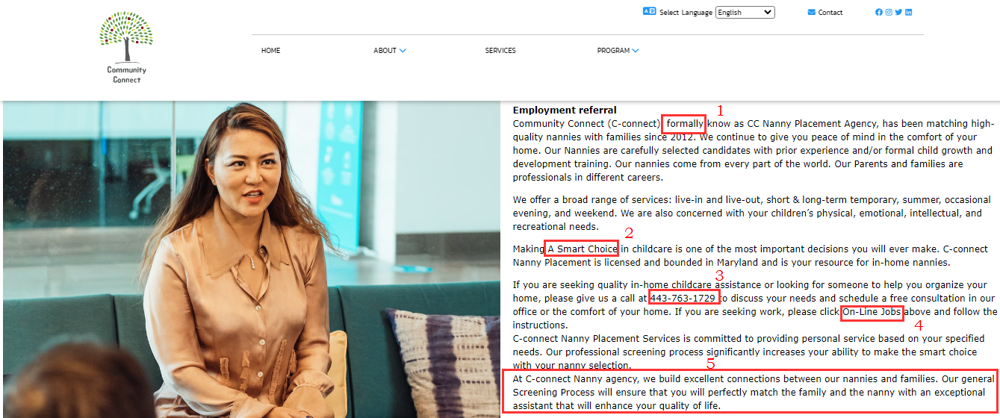 Select Language English Contact
Community
Connect
HOME ABOUT SERVICES PROGRAM
Employment referral
1
Community Connect (C-connect), formally know as CC Nanny Placement Agency, has been matching high-
quality nannies with families since 2012. We continue to give you peace of mind in the comfort of your
home. Our Nannies are carefully selected candidates with prior experience and/or formal child growth and
development training. Our nannies come from every part of the world. Our Parents and families are
professionals in different careers.
We offer a broad range of services: live-in and live-out, short & long-term temporary, summer, occasional
evening, and weekend. We are also concerned with your children’s physical, emotional, intellectual, and
recreational needs.
2
Making A Smart Choice in childcare is one of the most important decisions you will ever make. C-connect
Nanny Placement is licensed and bounded in Maryland and is your resource for in-home nannies.
3
If you are seeking quality in-home childcare assistance or looking for someone to help you organize your
home, please give us a call at 443-763-1729 to discuss your needs and schedule a free consultation in our
office or the comfort of your home. If you are seeking work, please click On-Line Jobs above and follow the
instructions.
4
C-connect Nanny Placement Services is committed to providing personal service based on your specified
needs. Our professional screening process significantly increases your ability to make the smart choice
with your nanny selection.
5
At C-connect Nanny agency, we build excellent connections between our nannies and families. Our general
Screening Process will ensure that you will perfectly match the family and the nanny with an exceptional
assistant that will enhance your quality of life.